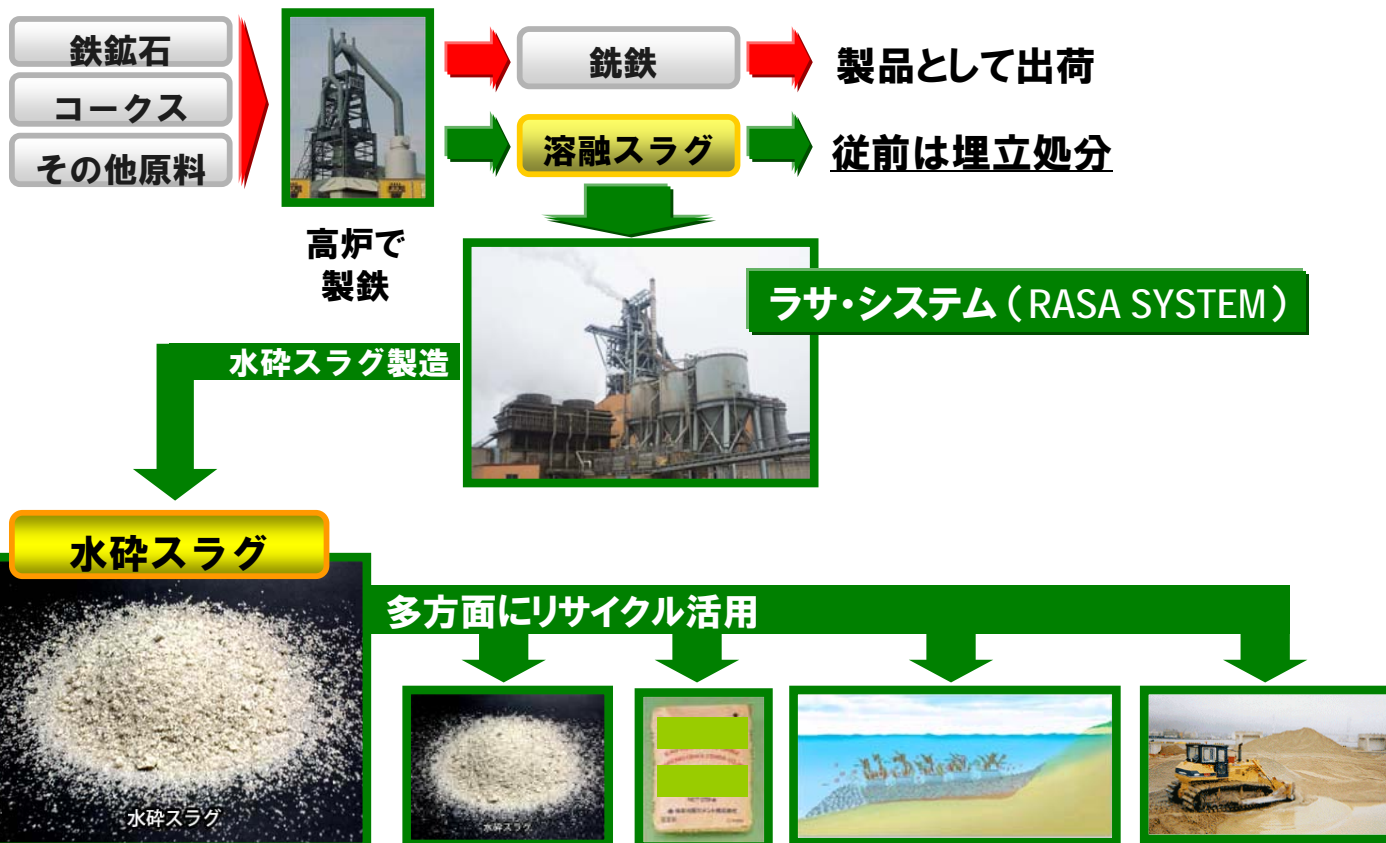 鉄鉱石
コークス
その他原料
高炉で
製鉄
銑鉄
製品として出荷
溶融スラグ
従前は埋立処分
ラサ・システム（RASA SYSTEM）
水砕スラグ製造
水砕スラグ
水砕スラグ
多方面にリサイクル活用
水砕スラグ